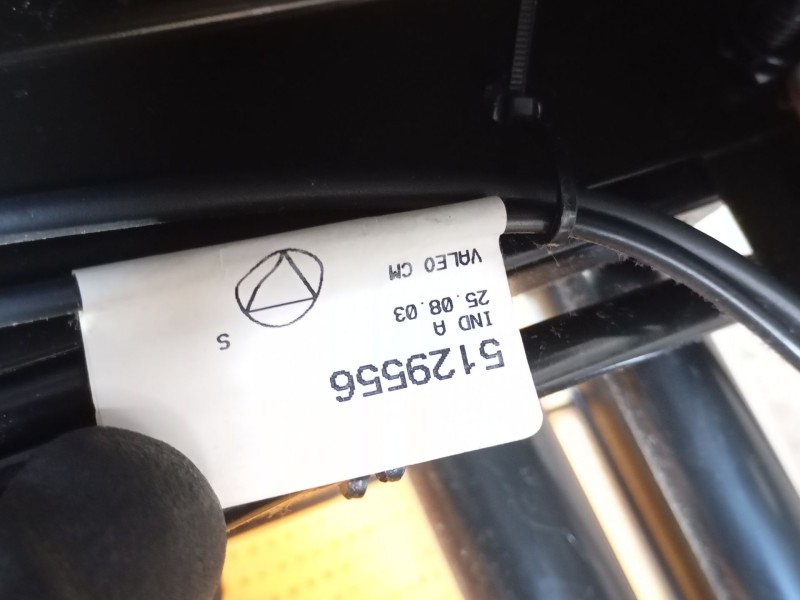 5129556
IND A
25.08.03
VALEO CM
S